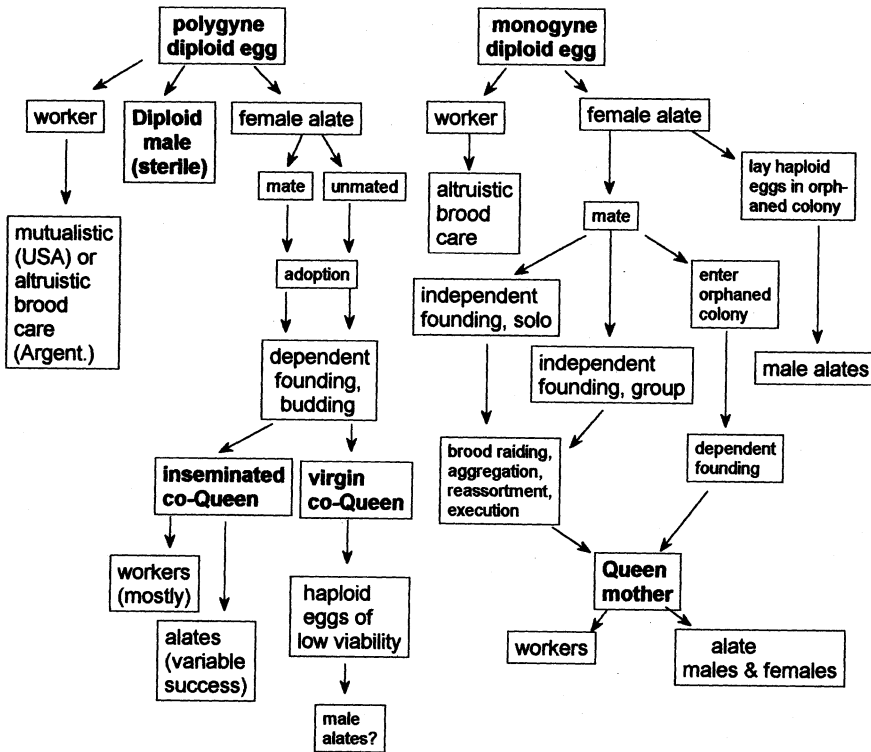 polygyne
diploid egg
worker
Diploid
male
(sterile)
female alate
mate
unmated
mutualistic
(USA) or
altruistic
brood
care
(Argent.)
adoption
dependent
founding,
budding
inseminated
co-Queen
virgin
co-Queen
workers
(mostly)
alates
(variable
success)
haploid
eggs of
low viability
male
alates?
monogyne
diploid egg
worker
female alate
altruistic
brood
care
mate
lay haploid
eggs in orph-
aned colony
independent
founding, solo
enter
orphaned
colony
independent
founding, group
male alates
brood raiding,
aggregation,
reassortment,
execution
dependent
founding
Queen
mother
workers
alate
males & females